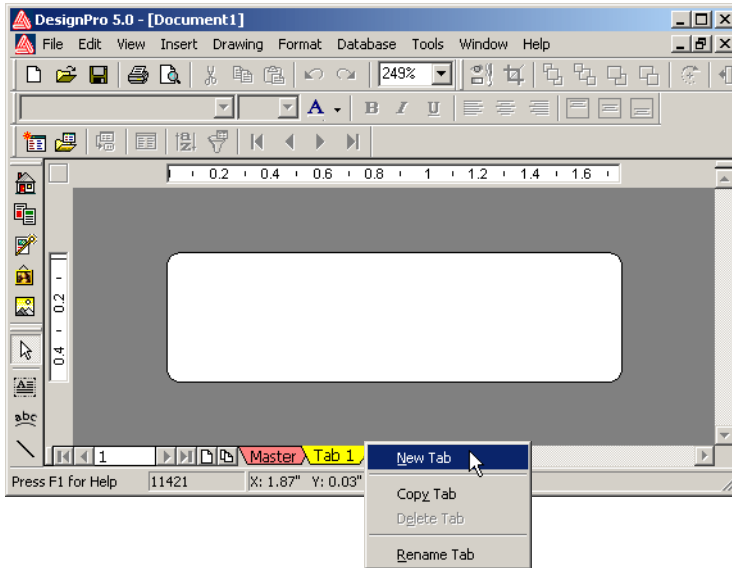 DesignPro 5.0 - [Document1]
File Edit View Insert Drawing Format Database Tools Window Help
249%
A B I U
0.2 0.4 0.6 0.8 1 1.2 1.4 1.6
0.2
0.4
abc
1 Master Tab 1
New Tab
Press F1 for Help 11421 X: 1.87" Y: 0.03"
Copy Tab
Delete Tab
Rename Tab